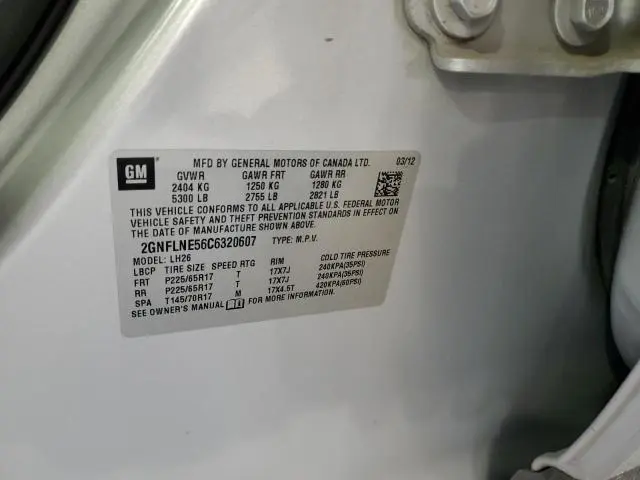 GM
MFD BY GENERAL MOTORS OF CANADA LTD. 03/12
GVWR GAWR FRT GAWR RR
2404 KG 1250 KG 1280 KG
5300 LB 2755 LB 2821 LB
THIS VEHICLE CONFORMS TO ALL APPLICABLE U.S. FEDERAL MOTOR
VEHICLE SAFETY AND THEFT PREVENTION STANDARDS IN EFFECT ON
THE DATE OF MANUFACTURE SHOWN ABOVE.
2GNFLNE56C6320607 TYPE: M.P.V.
MODEL: LH26
LBCP TIRE SIZE SPEED RTG RIM COLD TIRE PRESSURE
FRT P225/65R17 T 17X7J 240KPA(35PSI)
RR P225/65R17 T 17X7J 240KPA(35PSI)
SPA T145/70R17 M 17X4.5T 420KPA(60PSI)
SEE OWNER'S MANUAL FOR MORE INFORMATION.